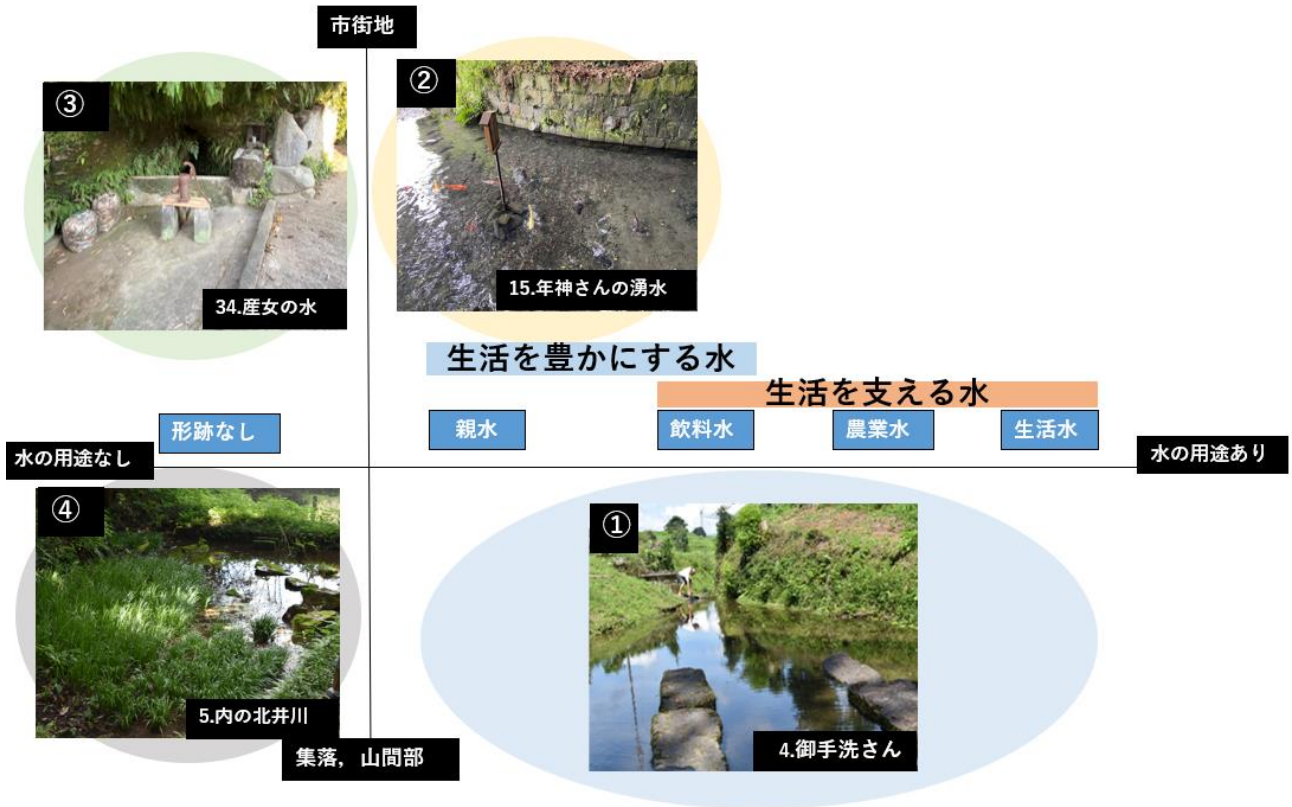 市街地
③
②
34.産女の水
15.年神さんの湧水
生活を豊かにする水
生活を支える水
形跡なし
親水
飲料水
農業水
生活水
水の用途なし
水の用途あり
④
①
5.内の北井川
4.御手洗さん
集落，山間部